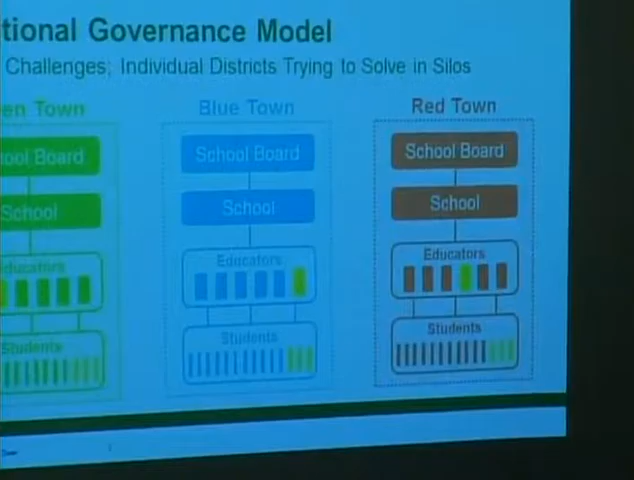 tional Governance Model
Challenges; Individual Districts Trying to Solve in Silos
en Town
Blue Town
Red Town
ool Board
School Board
School Board
School
School
School
ducators
Educators
Educators
Students
Students
Students